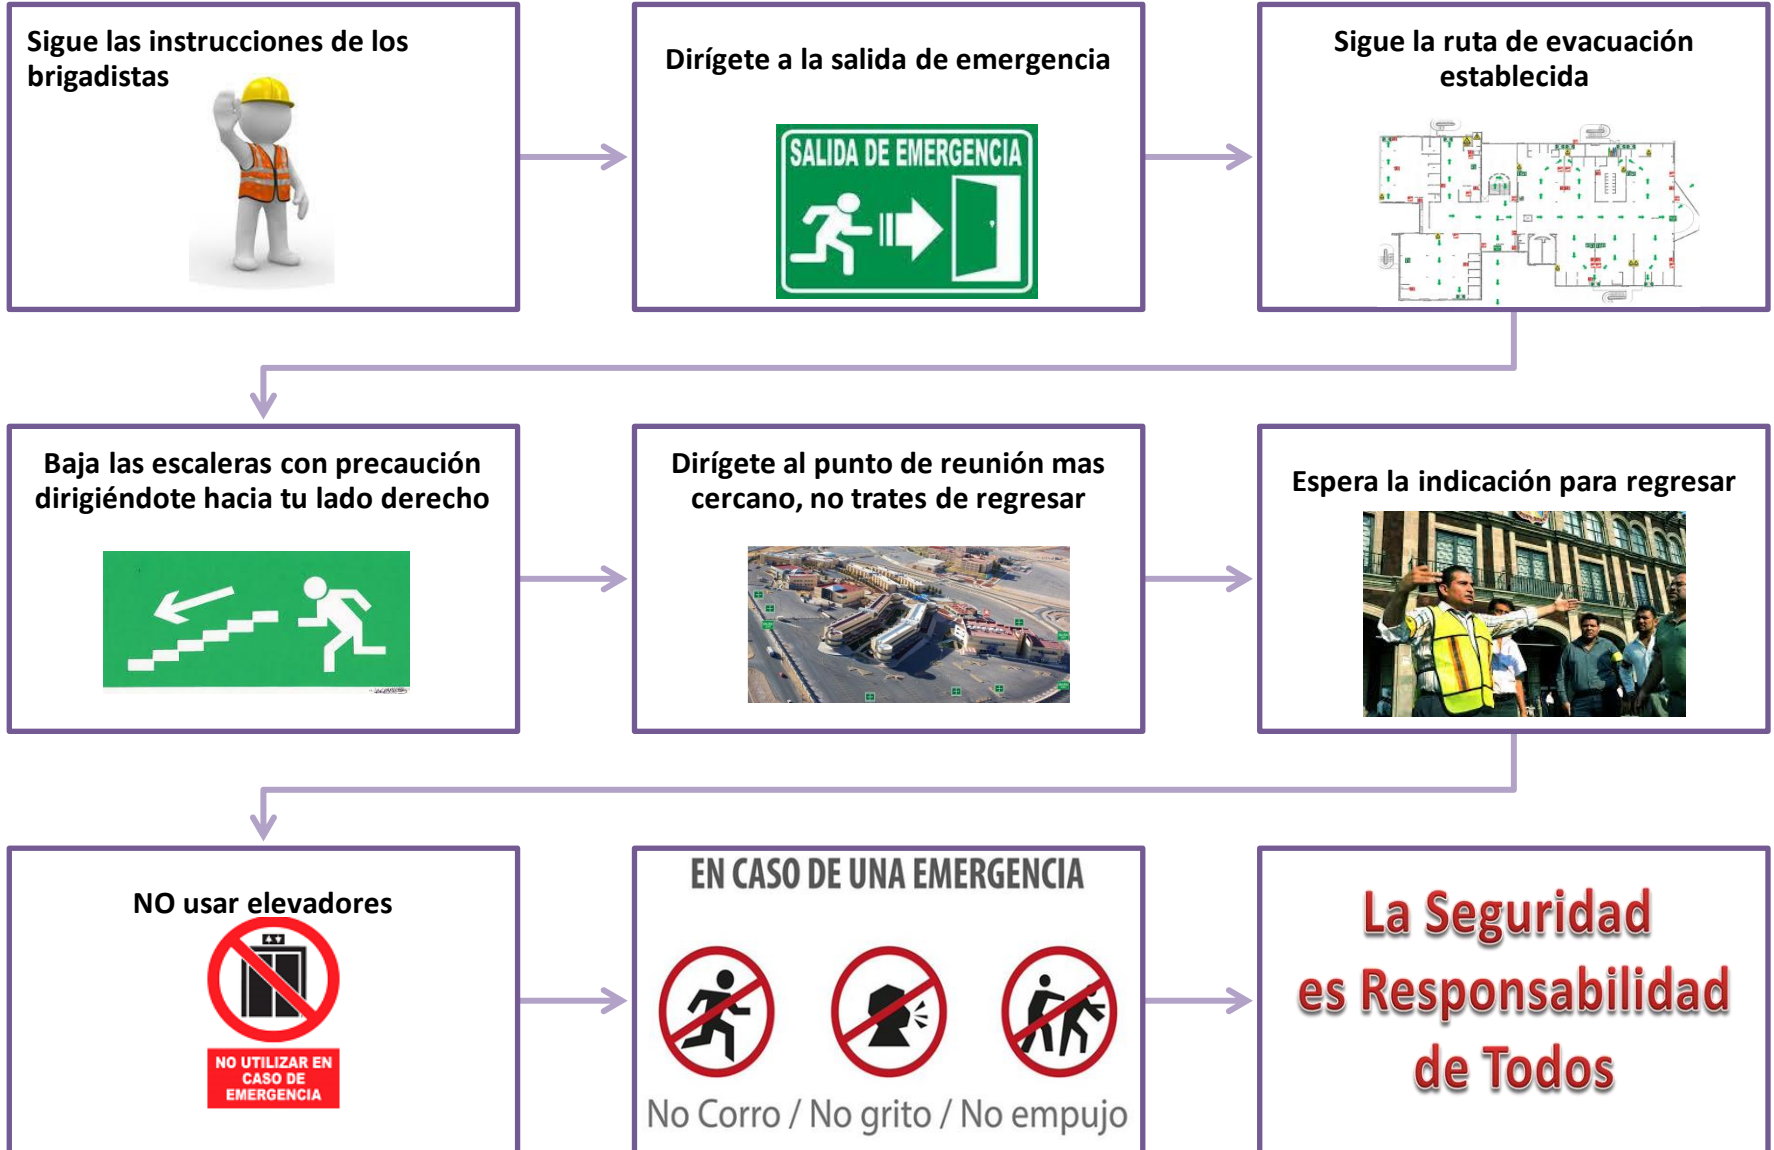 Sigue las instrucciones de los
brigadistas
Dirígete a la salida de emergencia
SALIDA DE EMERGENCIA
Sigue la ruta de evacuación
establecida
Baja las escaleras con precaución
dirigiéndote hacia tu lado derecho
Dirígete al punto de reunión mas
cercano, no trates de regresar
Espera la indicación para regresar
NO usar elevadores
NO UTILIZAR EN
CASO DE
EMERGENCIA
EN CASO DE UNA EMERGENCIA
No Corro / No grito / No empujo
La Seguridad
es Responsabilidad
de Todos